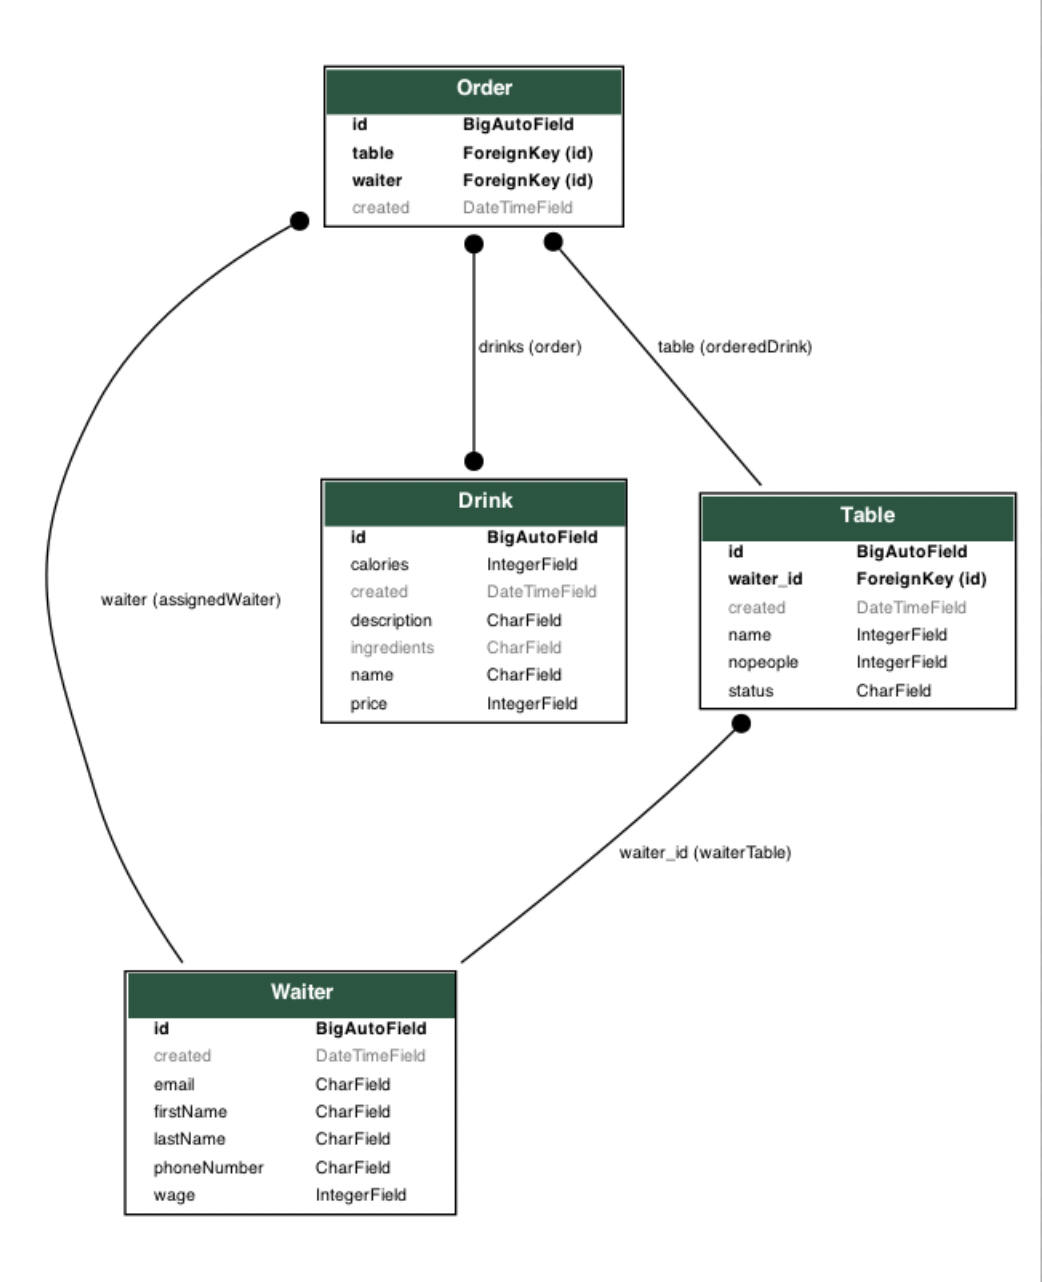 Order
id BigAutoField
table ForeignKey (id)
waiter ForeignKey (id)
created DateTimeField
drinks (order)
table (orderedDrink)
Drink
id BigAutoField
calories IntegerField
created DateTimeField
description CharField
ingredients CharField
name CharField
price IntegerField
Table
id BigAutoField
waiter_id ForeignKey (id)
created DateTimeField
name IntegerField
nopeople IntegerField
status CharField
waiter (assignedWaiter)
waiter_id (waiterTable)
Waiter
id BigAutoField
created DateTimeField
email CharField
firstName CharField
lastName CharField
phoneNumber CharField
wage IntegerField